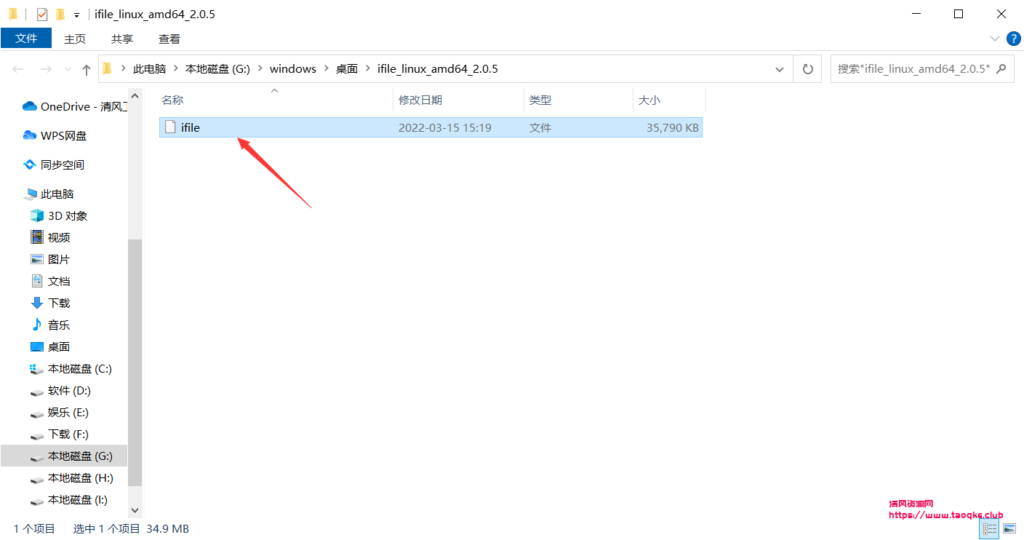 ifile_linux_amd64_2.0.5
文件 主页 共享 查看
此电脑 本地磁盘 (G:) windows 桌面 ifile_linux_amd64_2.0.5 搜索"ifile_linux_amd64_2.0.5"
名称 修改日期 类型 大小
ifile 2022-03-15 15:19 文件 35,790 KB
OneDrive - 清风工
WPS网盘
同步空间
此电脑
3D 对象
视频
图片
文档
下载
音乐
桌面
本地磁盘 (C:)
软件 (D:)
娱乐 (E:)
下载 (F:)
本地磁盘 (G:)
本地磁盘 (H:)
本地磁盘 (I:)
1 个项目 选中 1 个项目 34.9 MB
清风资源网
https://www.taoqks.club